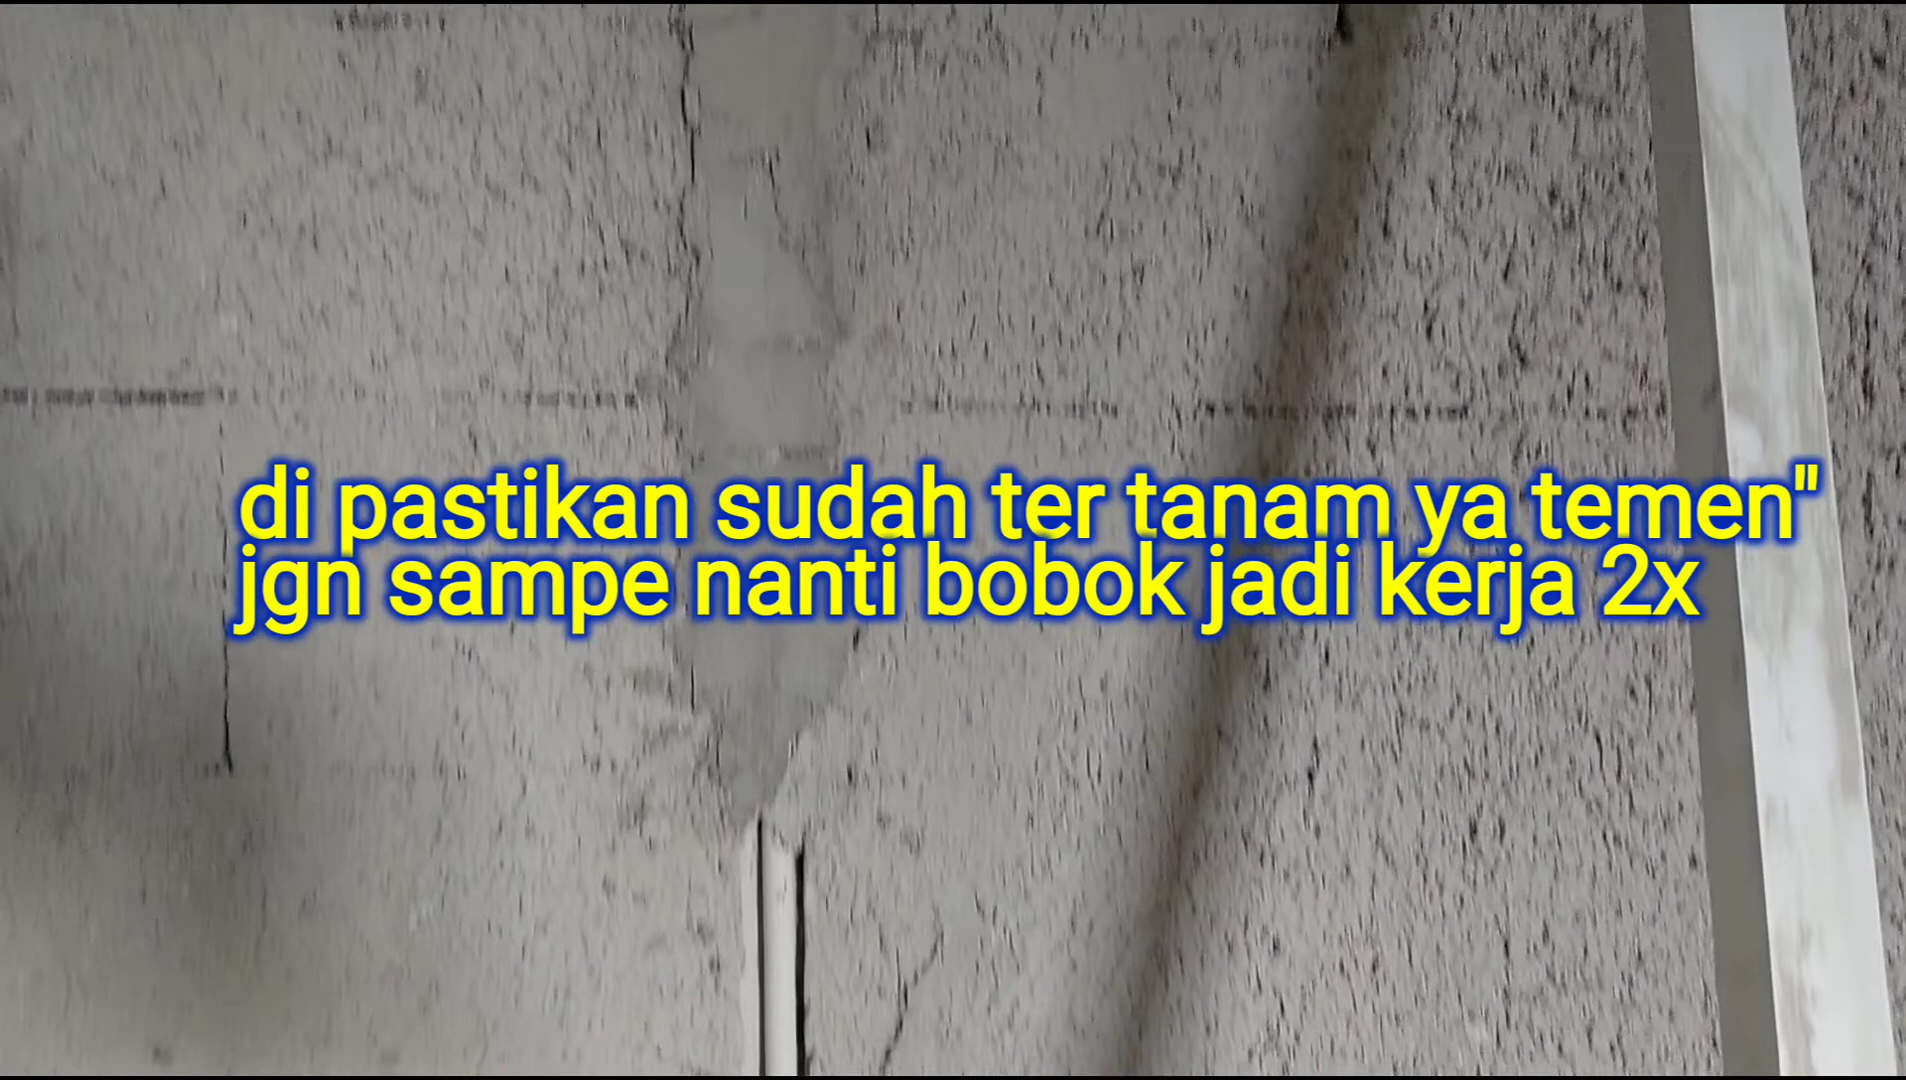 di pastikan sudah ter tanam ya temen"
jgn sampe nanti bobok jadi kerja 2x